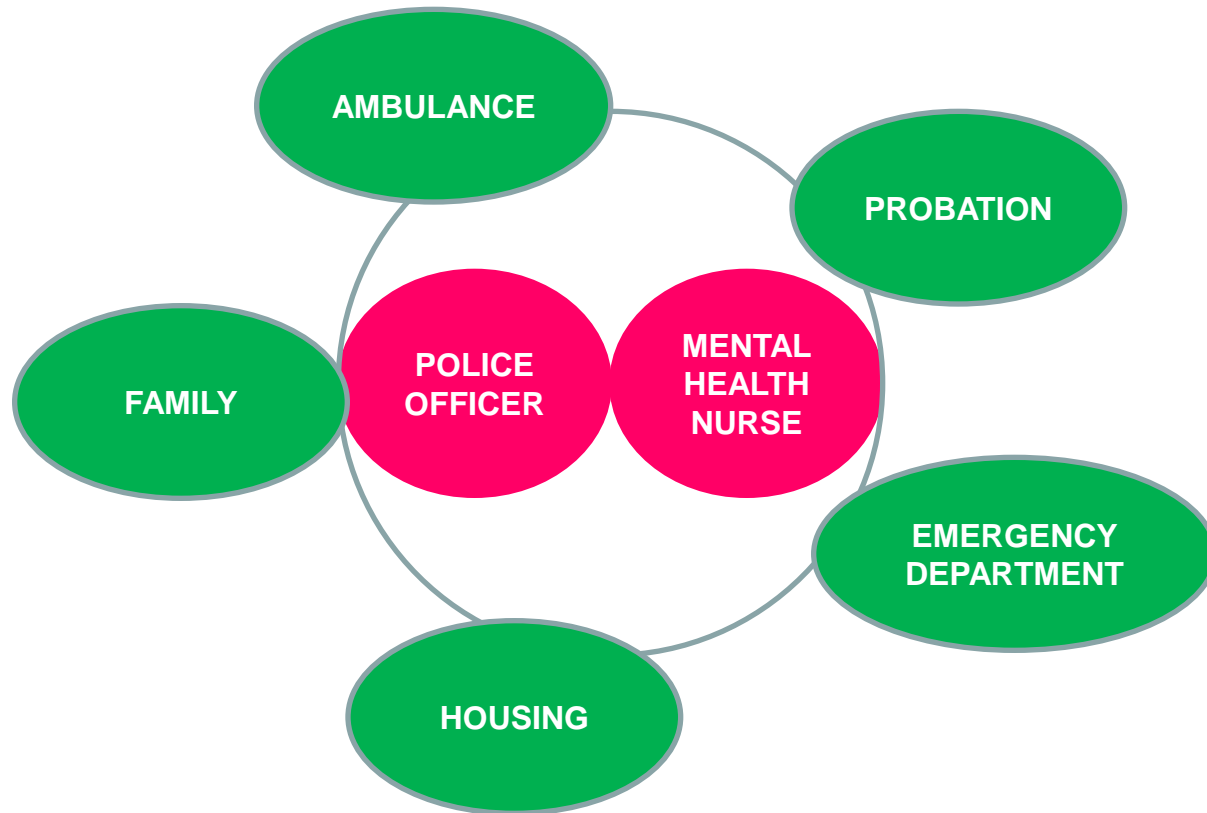 AMBULANCE
PROBATION
POLICE
OFFICER
MENTAL
HEALTH
NURSE
FAMILY
EMERGENCY
DEPARTMENT
HOUSING